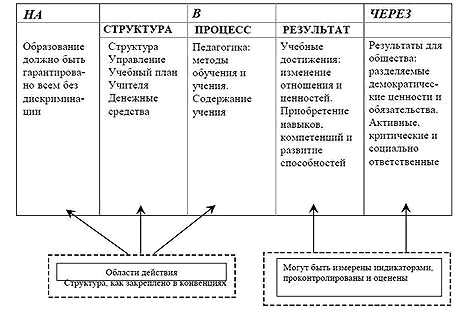 НА
В
ЧЕРЕЗ
СТРУКТУРА
ПРОЦЕСС
РЕЗУЛЬТАТ
Образование
должно быть
гарантирова-
но всем без
дискримина-
ции
Структура
Управление
Учебный план
Учителя
Денежные
средства
Педагогика:
методы
обучения и
учения.
Содержание
учения
Учебные
достижения:
изменение
отношения и
ценностей.
Приобретение
навыков,
компетенций и
развитие
способностей
Результаты для
общества:
разделяемые
демократичес-
кие ценности и
обязательства.
Активные,
критические и
социально
ответственные
Области действия
Структура, как закреплено в конвенциях
Могут быть измерены индикаторами,
проконтролированы и оценены